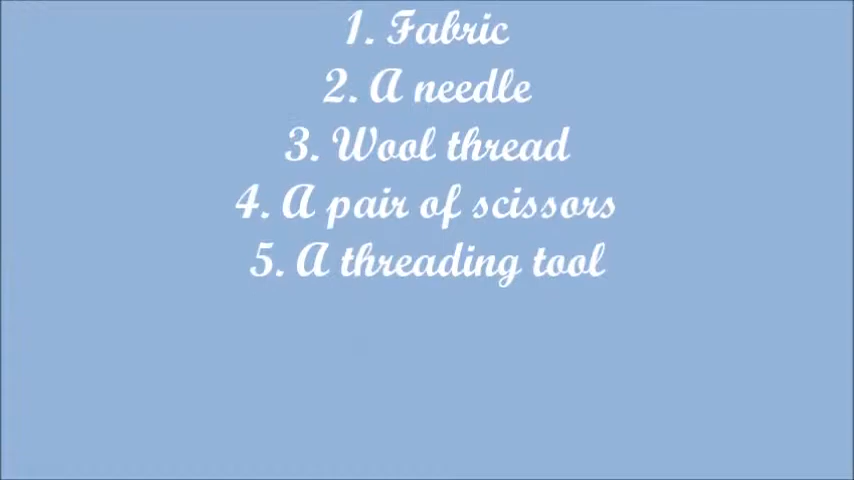 1. Fabric
2. A needle
3. Wool thread
4. A pair of scissors
5. A threading tool